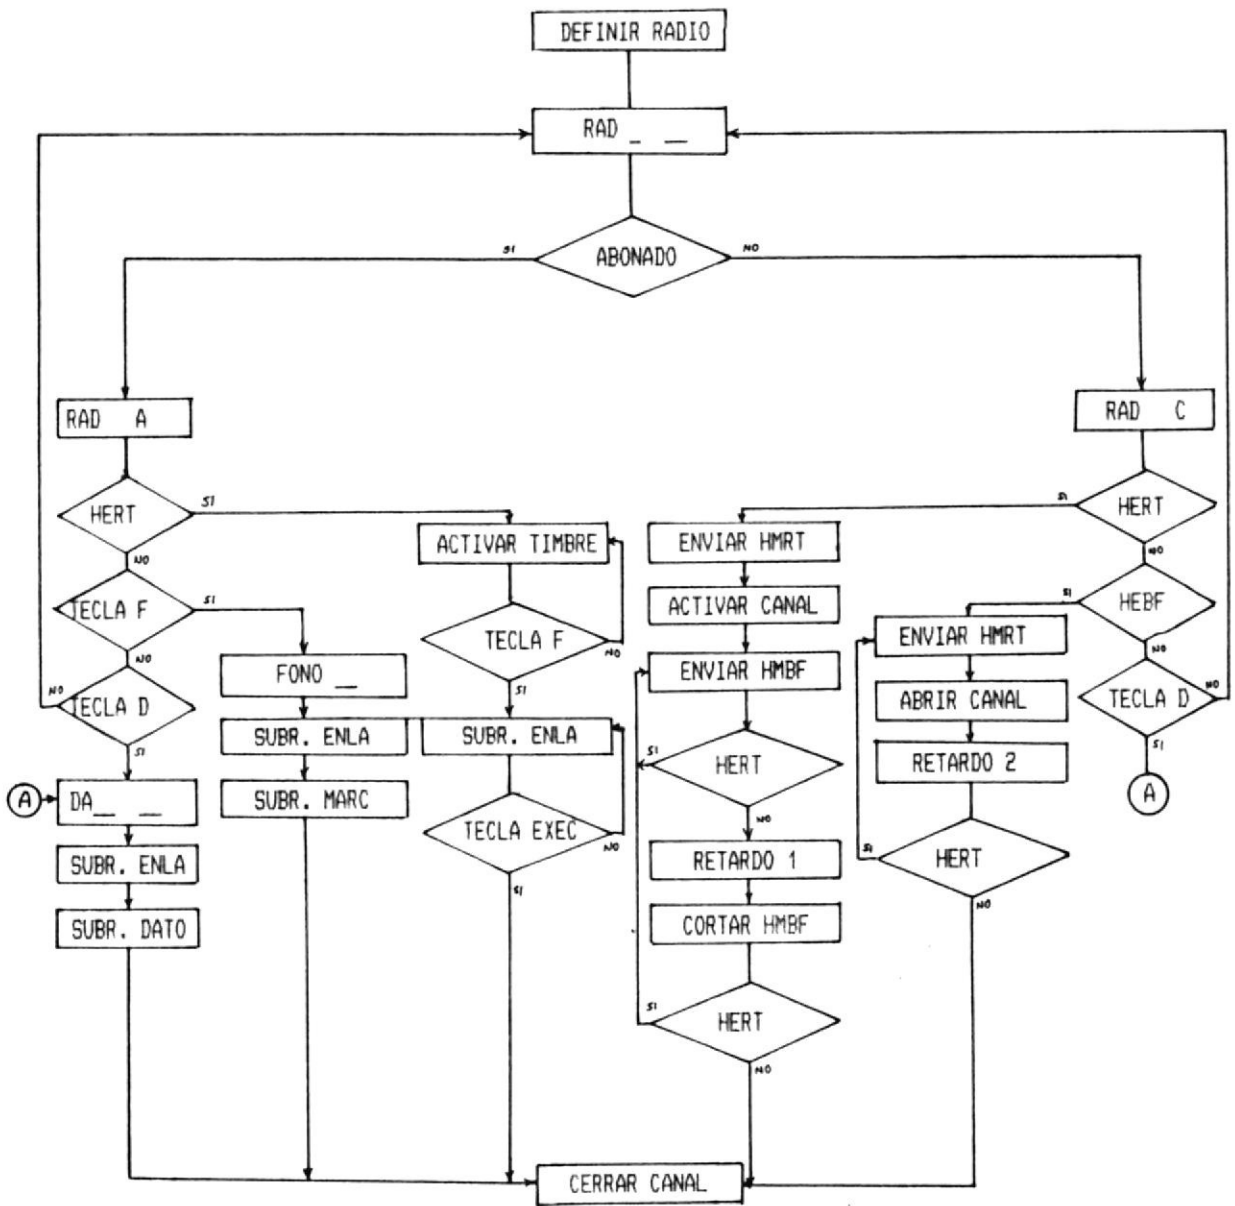 DEFINIR RADIO
RAD _ __
ABONADO
SI
NO
RAD A
HERT
SI
NO
TECLA F
SI
NO
TECLA D
NO
SI
A
DA__ __
SUBR. ENLA
SUBR. DATO
FONO __
SUBR. ENLA
SUBR. MARC
ACTIVAR TIMBRE
TECLA F
NO
SI
SUBR. ENLA
TECLA EXEC
NO
SI
ENVIAR HMRT
ACTIVAR CANAL
ENVIAR HMBF
HERT
SI
NO
RETARDO 1
CORTAR HMBF
HERT
SI
NO
RAD C
HERT
SI
NO
HEBF
SI
NO
TECLA D
NO
SI
A
ENVIAR HMRT
ABRIR CANAL
RETARDO 2
HERT
SI
NO
CERRAR CANAL